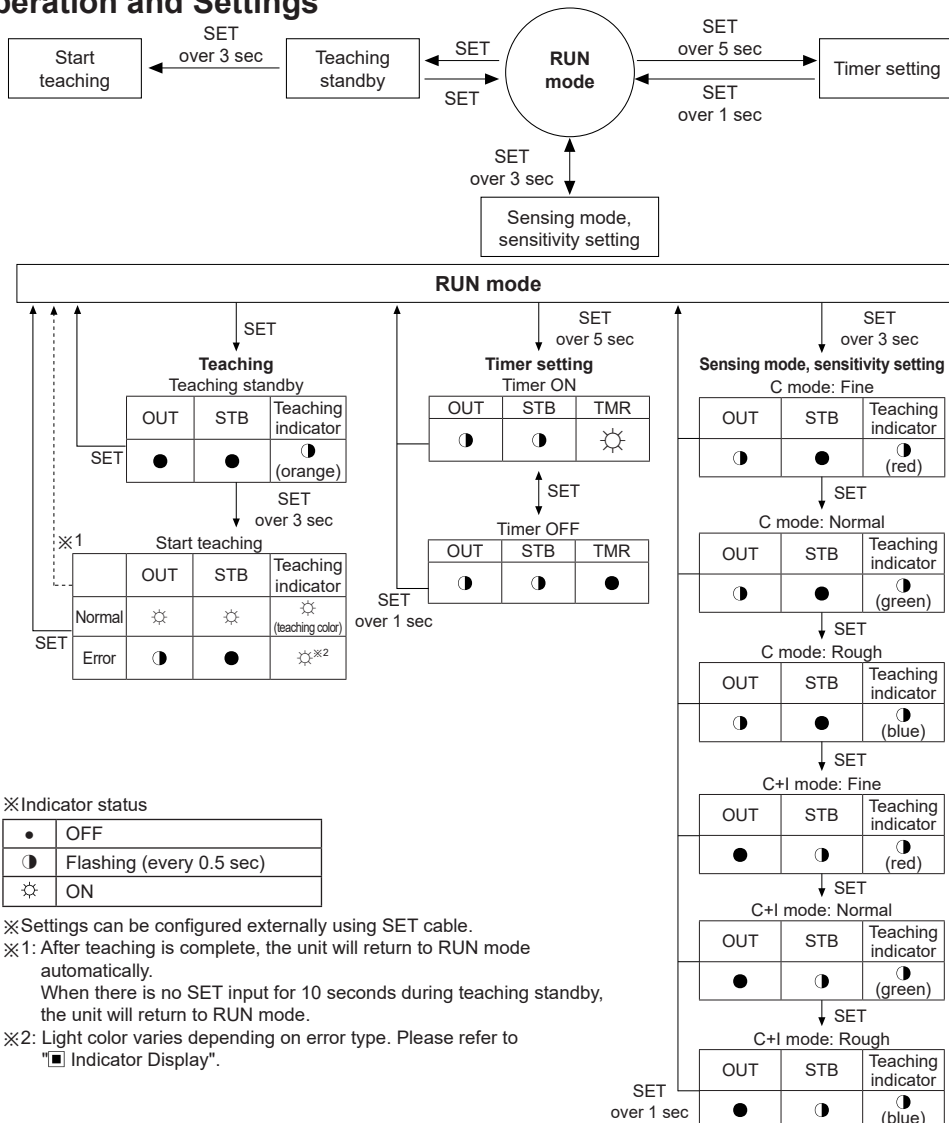 peration and Settings
SET
over 3 sec
Start
teaching
Teaching
standby
SET
SET
RUN
mode
SET
over 5 sec
SET
over 1 sec
Timer setting
SET
over 3 sec
Sensing mode,
sensitivity setting
RUN mode
SET
Teaching
Teaching standby
OUT STB Teaching
indicator
● ● ◑
(orange)
SET
SET
over 3 sec
※1
Start teaching
OUT STB Teaching
indicator
Normal ☼ ☼ ☼
(teaching color)
Error ◑ ● ☼※2
SET
SET
over 5 sec
Timer setting
Timer ON
OUT STB TMR
◑ ◑ ☼
SET
Timer OFF
OUT STB TMR
◑ ◑ ●
SET
over 1 sec
SET
over 3 sec
Sensing mode, sensitivity setting
C mode: Fine
OUT STB Teaching
indicator
◑ ● ◑
(red)
SET
C mode: Normal
OUT STB Teaching
indicator
◑ ● ◑
(green)
SET
C mode: Rough
OUT STB Teaching
indicator
◑ ● ◑
(blue)
SET
C+I mode: Fine
OUT STB Teaching
indicator
● ◑ ◑
(red)
SET
C+I mode: Normal
OUT STB Teaching
indicator
● ◑ ◑
(green)
SET
C+I mode: Rough
OUT STB Teaching
indicator
● ◑ ◑
(blue)
SET
over 1 sec
※Indicator status
● OFF
◑ Flashing (every 0.5 sec)
☼ ON
※Settings can be configured externally using SET cable.
※1: After teaching is complete, the unit will return to RUN mode
automatically.
When there is no SET input for 10 seconds during teaching standby,
the unit will return to RUN mode.
※2: Light color varies depending on error type. Please refer to
"▣ Indicator Display".